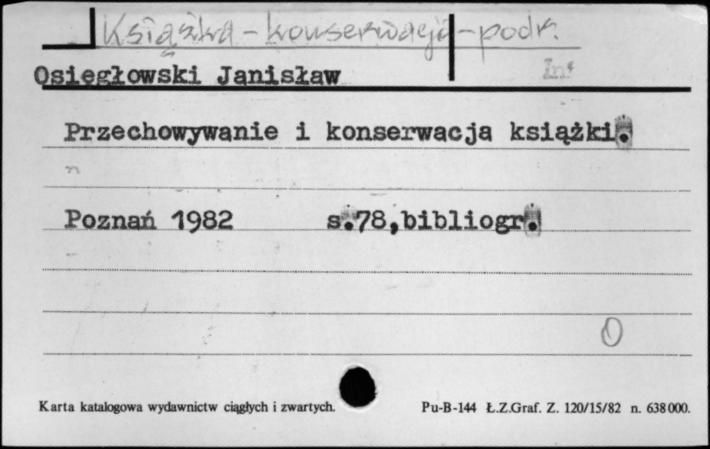 Książka - konserwacja - podr.
Osięgłowski Janisław
Przechowywanie i konserwacja książki.
Poznań 1982 s.78,bibliogr.
O
Karta katalogowa wydawnictw ciągłych i zwartych. Pu-B-144 Ł.Z.Graf. Z. 120/15/82 n. 638 000.